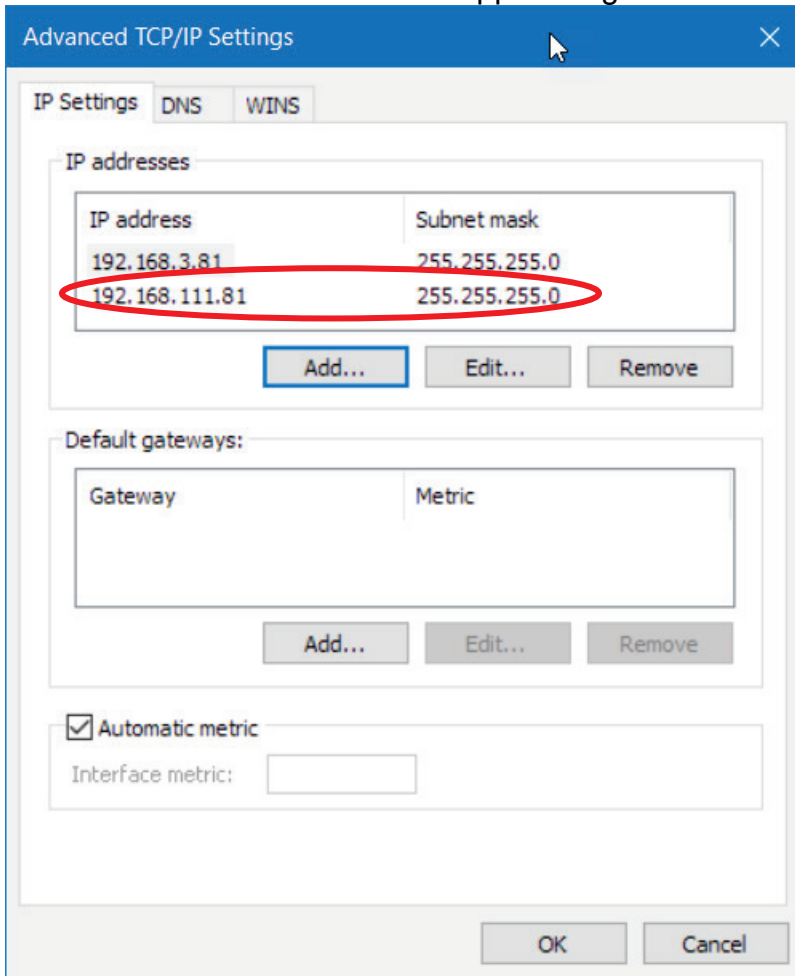 Advanced TCP/IP Settings
IP Settings DNS WINS
IP addresses
IP address Subnet mask
192.168.3.81 255.255.255.0
192.168.111.81 255.255.255.0
Add... Edit... Remove
Default gateways:
Gateway Metric
Add... Edit... Remove
Automatic metric
Interface metric:
OK Cancel